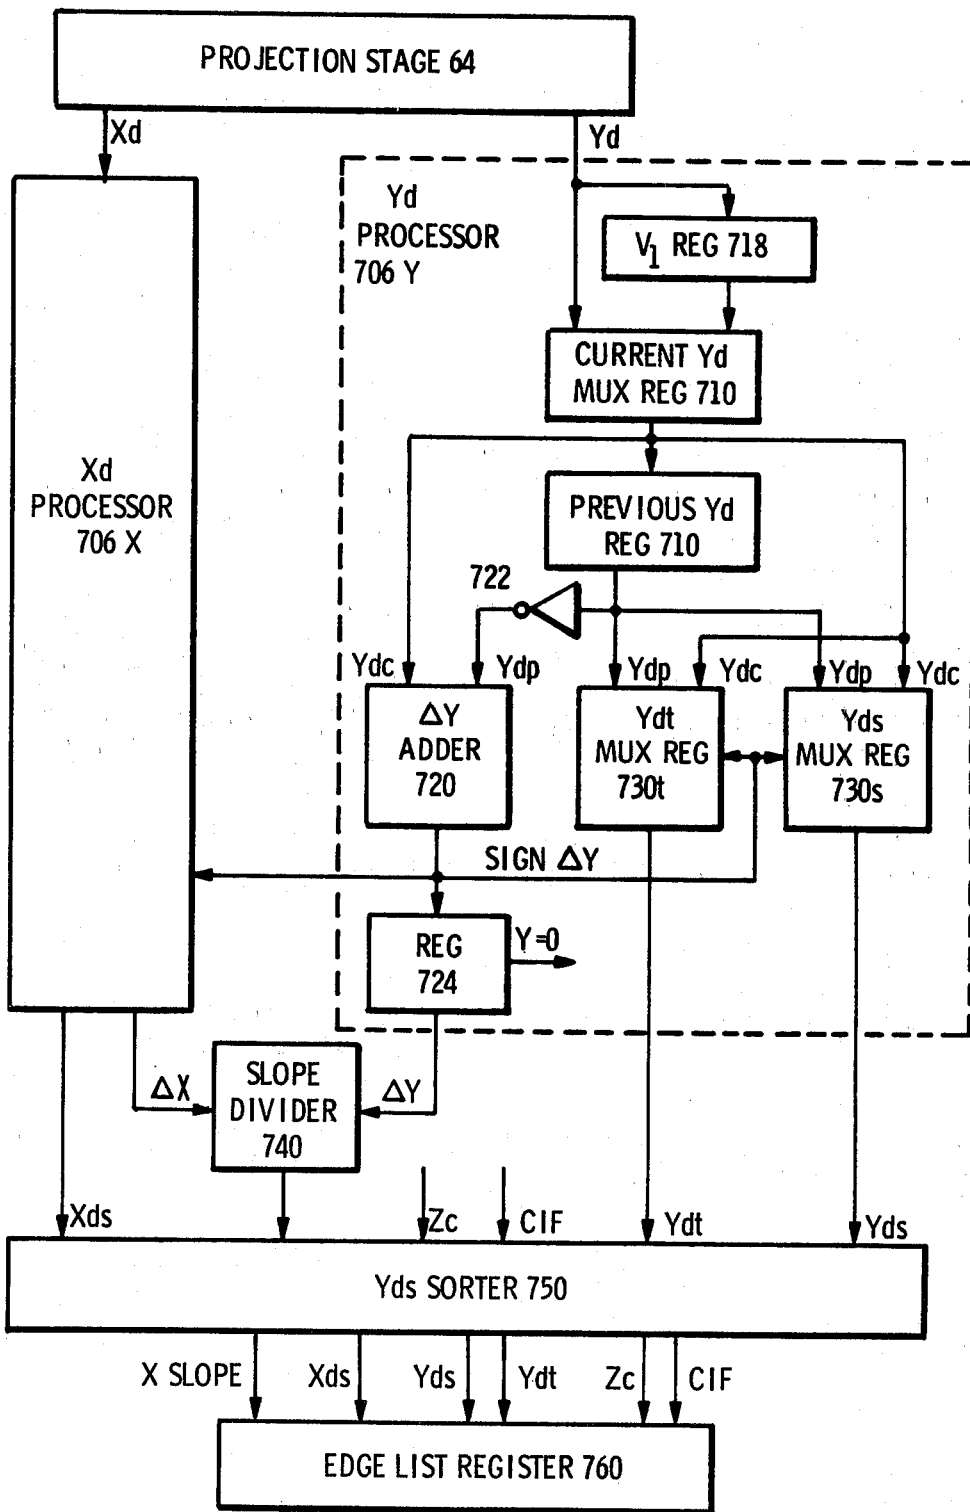 PROJECTION STAGE 64
Xd
Yd
Yd
PROCESSOR
706 Y
V1 REG 718
CURRENT Yd
MUX REG 710
Xd
PROCESSOR
706 X
PREVIOUS Yd
REG 710
722
Ydc
Ydp
Ydp
Ydc
Ydp
Ydc
ΔY
ADDER
720
Ydt
MUX REG
730t
Yds
MUX REG
730s
SIGN ΔY
REG
724
Y=0
ΔX
SLOPE
DIVIDER
740
ΔY
Xds
Zc
CIF
Ydt
Yds
Yds SORTER 750
X SLOPE
Xds
Yds
Ydt
Zc
CIF
EDGE LIST REGISTER 760